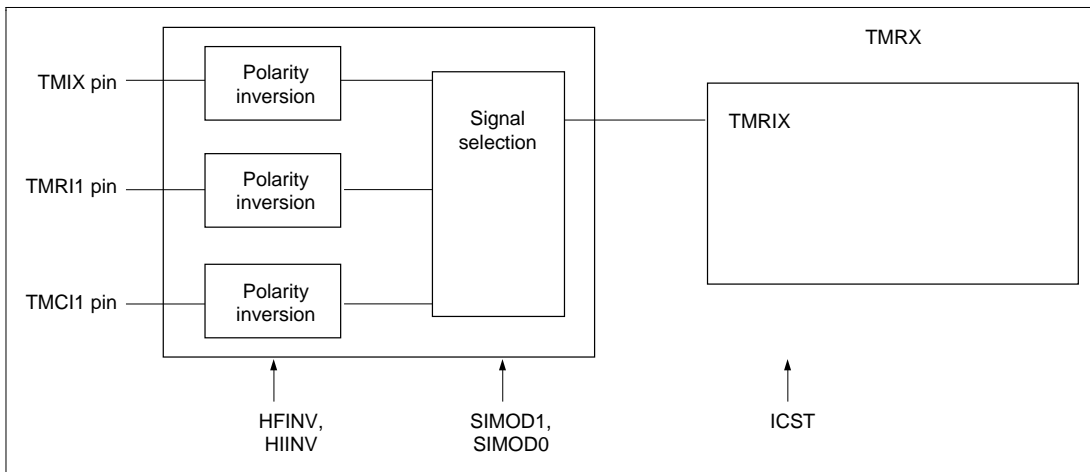 TMRX
TMIX pin
Polarity
inversion
Signal
selection
TMRIX
TMRI1 pin
Polarity
inversion
TMCI1 pin
Polarity
inversion
HFINV,
HIINV
SIMOD1,
SIMOD0
ICST